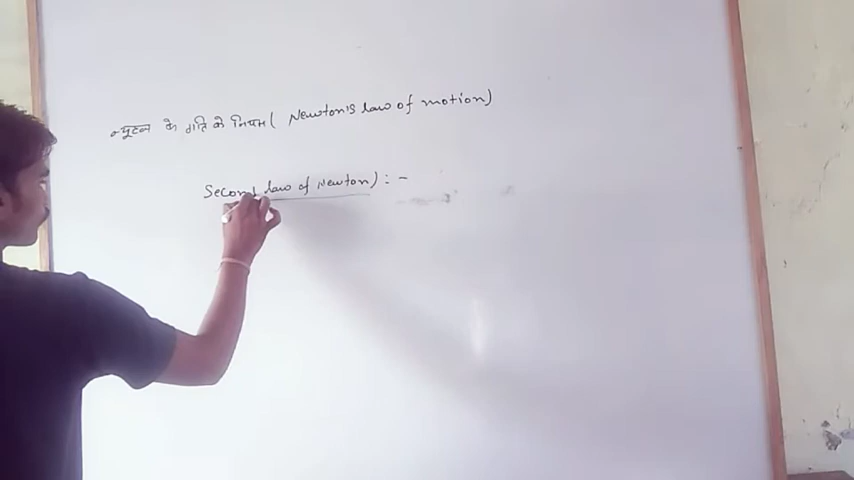 न्यूटन के गति के नियम ( Newton's law of motion)
Second law of Newton) : -